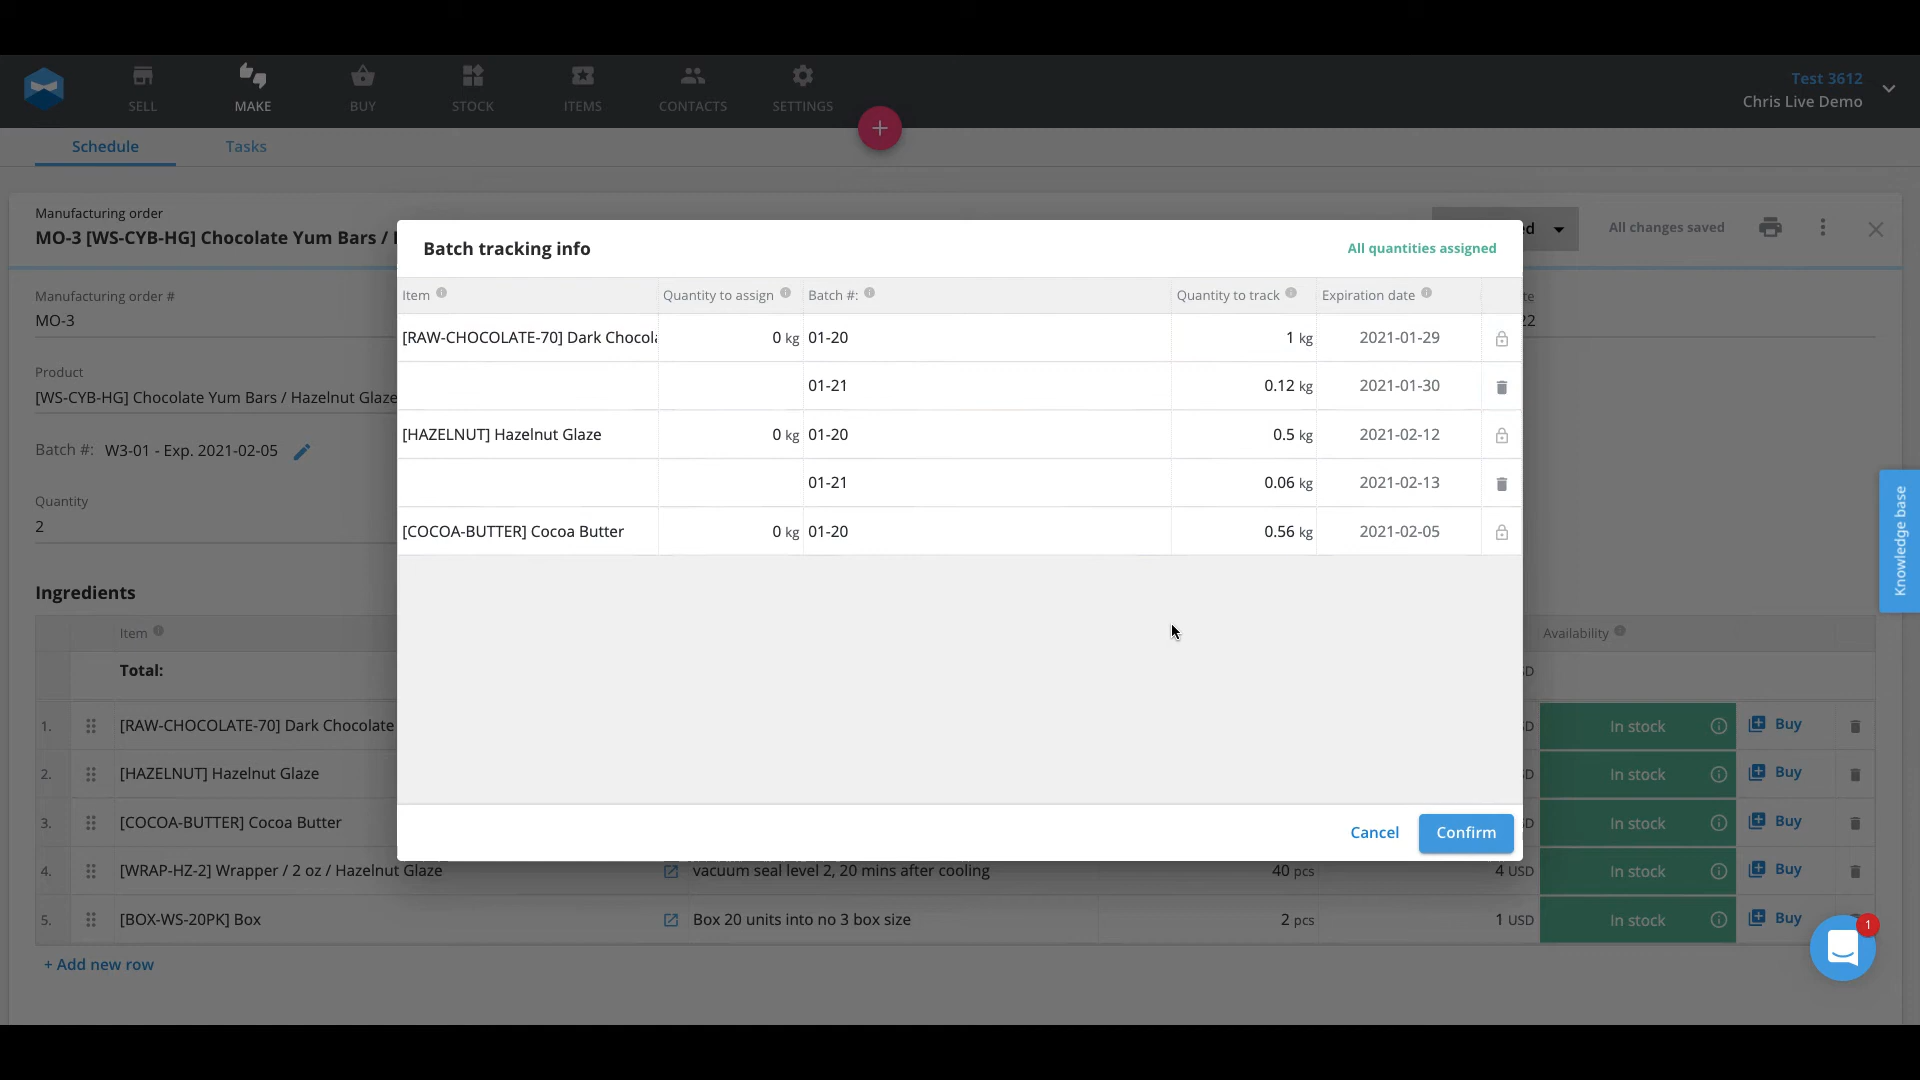 SELL MAKE BUY STOCK ITEMS CONTACTS SETTINGS
Test 3612
Chris Live Demo
+
Schedule Tasks
Manufacturing order
MO-3 [WS-CYB-HG] Chocolate Yum Bars /
All changes saved
Manufacturing order #
MO-3
Product
[WS-CYB-HG] Chocolate Yum Bars / Hazelnut Glaze
Batch #: W3-01 - Exp. 2021-02-05
Quantity
2
Batch tracking info All quantities assigned
Item Quantity to assign Batch #: Quantity to track Expiration date
[RAW-CHOCOLATE-70] Dark 0 kg 01-20 1 kg 2021-01-29
01-21 0.12 kg 2021-01-30
[HAZELNUT] Hazelnut Glaze 0 kg 01-20 0.5 kg 2021-02-12
01-21 0.06 kg 2021-02-13
[COCOA-BUTTER] Cocoa Butter 0 kg 01-20 0.56 kg 2021-02-05
Cancel Confirm
Knowledge base
Ingredients
Item Availability
Total:
1. [RAW-CHOCOLATE-70] Dark Chocolate In stock Buy
2. [HAZELNUT] Hazelnut Glaze In stock Buy
3. [COCOA-BUTTER] Cocoa Butter In stock Buy
4. [WRAP-HZ-2] Wrapper / 2 oz / Hazelnut Glaze vacuum seal level 2, 20 mins after cooling 40 pcs 4 USD In stock Buy
5. [BOX-WS-20PK] Box Box 20 units into no 3 box size 2 pcs 1 USD In stock Buy
+ Add new row
1